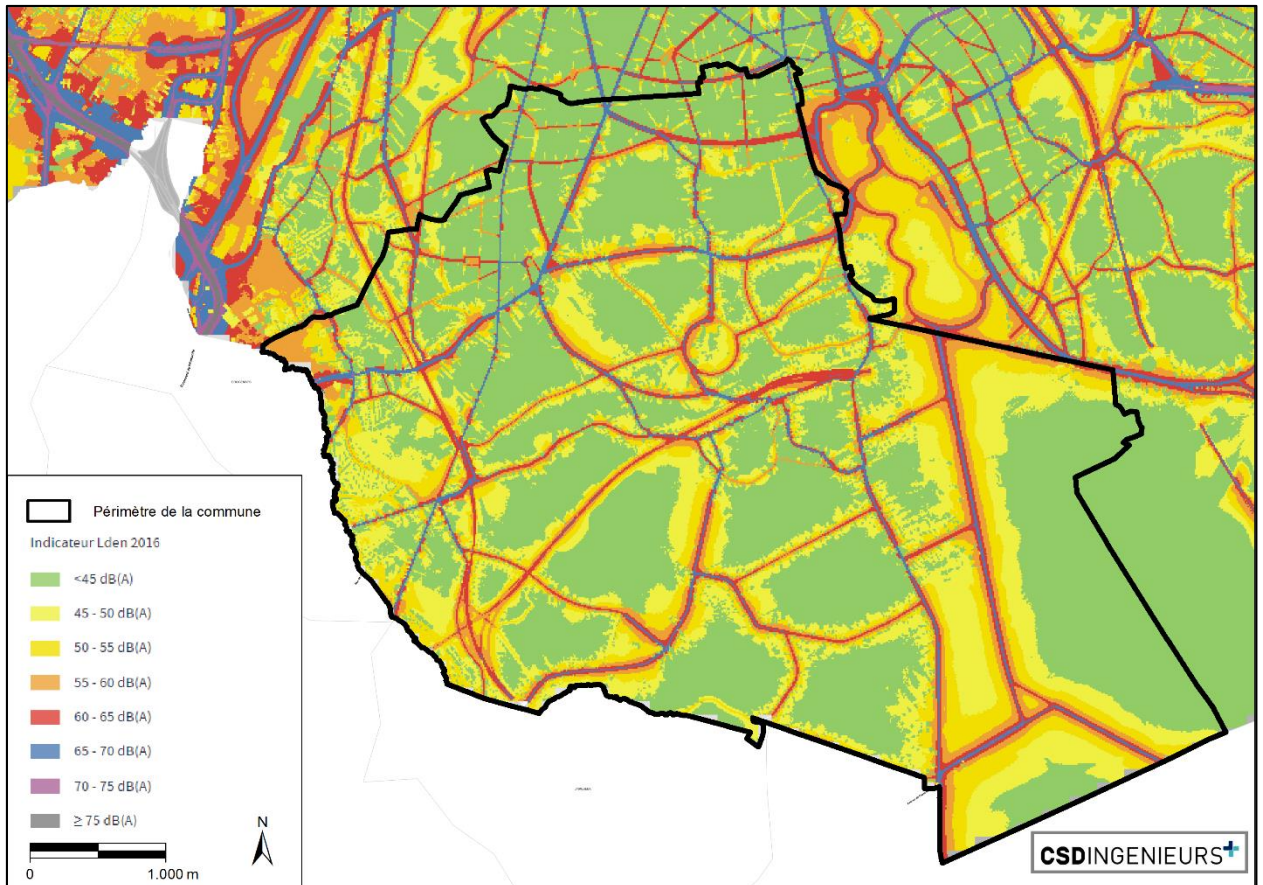 Périmètre de la commune
Indicateur Lden 2016
<45 dB(A)
45 - 50 dB(A)
50 - 55 dB(A)
55 - 60 dB(A)
60 - 65 dB(A)
65 - 70 dB(A)
70 - 75 dB(A)
≥ 75 dB(A)
N
0 1.000 m
CSDINGENIEURS+